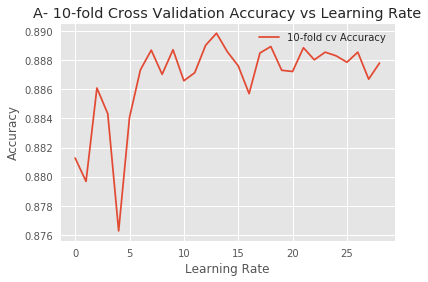 A- 10-fold Cross Validation Accuracy vs Learning Rate
10-fold cv Accuracy
0.890
0.888
0.886
0.884
0.882
0.880
0.878
0.876
Accuracy
0 5 10 15 20 25
Learning Rate